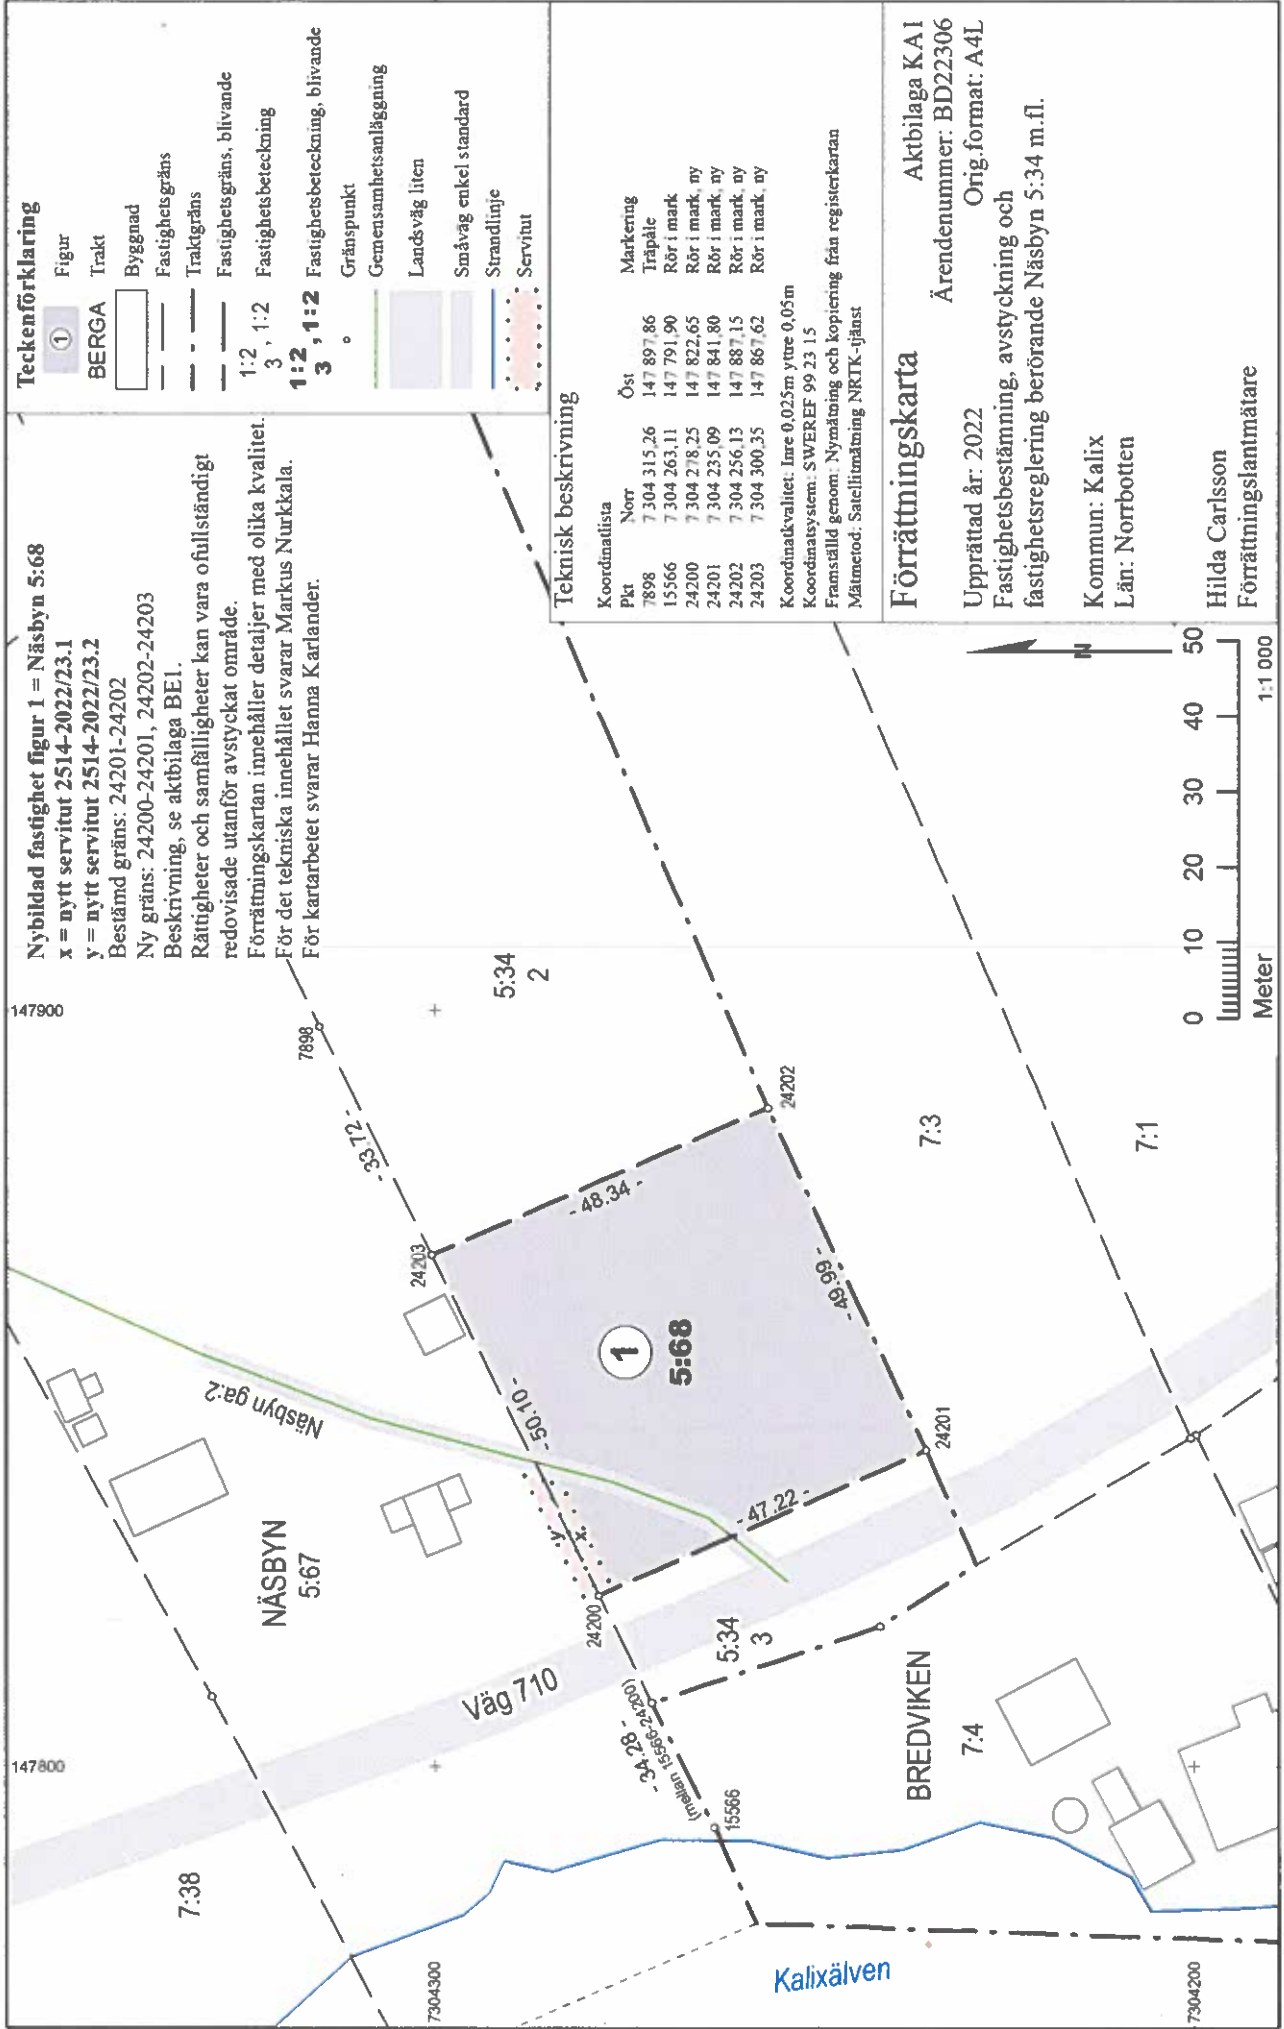 Nybildad fastighet figur 1 = Näsbyn 5:68
x = nytt servitut 2514-2022/23.1
y = nytt servitut 2514-2022/23.2
Bestämd gräns: 24201-24202
Ny gräns: 24200-24201, 24202-24203
Beskrivning, se aktbilaga BE1.
Rättigheter och samfälligheter kan vara ofullständigt
redovisade utanför avstyckat område.
Förrättningskartan innehåller detaljer med olika kvalitet.
För det tekniska innehållet svarar Markus Nurkkala.
För kartarbetet svarar Hanna Karlander.
Teckenförklaring
1 Figur
BERGA Trakt
Byggnad
Fastighetsgräns
Traktgräns
Fastighetsgräns, blivande
1:2
3 , 1:2 Fastighetsbeteckning
1:2
3 , 1:2 Fastighetsbeteckning, blivande
Gränspunkt
Gemensamhetsanläggning
Landsväg liten
Småväg enkel standard
Strandlinje
Servitut
Teknisk beskrivning
Koordinatlista
Pkt Norr Öst Markering
7898 7 304 315,26 147 897,86 Träpåle
15566 7 304 263,11 147 791,90 Rör i mark
24200 7 304 278,25 147 822,65 Rör i mark, ny
24201 7 304 235,09 147 841,80 Rör i mark, ny
24202 7 304 256,13 147 887,15 Rör i mark, ny
24203 7 304 300,35 147 867,62 Rör i mark, ny
Koordinatkvalitet: Inre 0,025m yttre 0,05m
Koordinatsystem: SWEREF 99 23 15
Framställd genom: Nymätning och kopiering från registerkartan
Mätmetod: Satellitmätning NRTK-tjänst
Förrättningskarta
Aktbilaga KA1
Ärendenummer: BD22306
Upprättad år: 2022 Orig.format: A4L
Fastighetsbestämning, avstyckning och
fastighetsreglering berörande Näsbyn 5:34 m.fl.
Kommun: Kalix
Län: Norrbotten
Hilda Carlsson
Förrättningslantmätare
147800
147900
7304300
7304200
7:38
NÄSBYN
5:67
Väg 710
Näsbyn ga:2
7898
- 33.72 -
24203
- 50.10 -
y
x
24200
- 34.28 -
(mellan 15566-24200)
15566
5:34
3
- 47.22 -
1
5:68
- 48.34 -
- 49.99 -
24201
24202
5:34
2
7:3
7:1
BREDVIKEN
7:4
Kalixälven
N
0 10 20 30 40 50
Meter
1:1 000